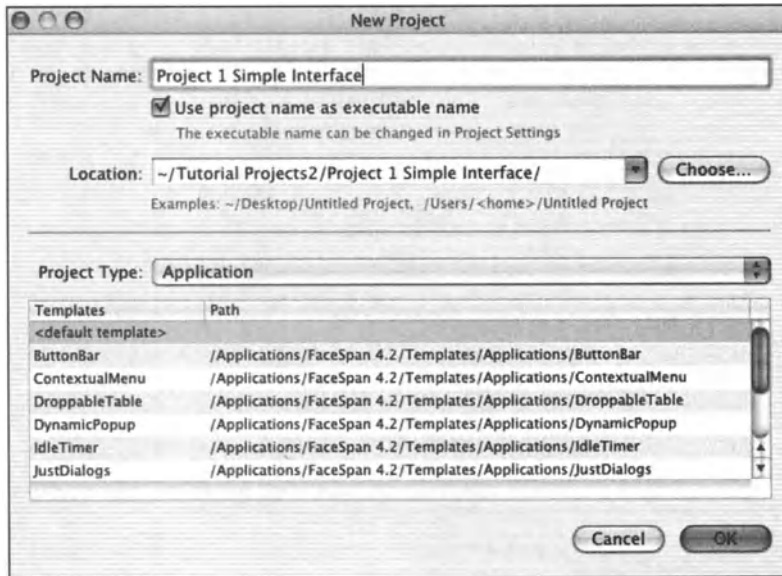 New Project
Project Name: Project 1 Simple Interface
Use project name as executable name
The executable name can be changed in Project Settings
Location: ~/Tutorial Projects2/Project 1 Simple Interface/ Choose...
Examples: ~/Desktop/Untitled Project, /Users/<home>/Untitled Project
Project Type: Application
Templates Path
<default template>
ButtonBar /Applications/FaceSpan 4.2/Templates/Applications/ButtonBar
ContextualMenu /Applications/FaceSpan 4.2/Templates/Applications/ContextualMenu
DroppableTable /Applications/FaceSpan 4.2/Templates/Applications/DroppableTable
DynamicPopup /Applications/FaceSpan 4.2/Templates/Applications/DynamicPopup
IdleTimer /Applications/FaceSpan 4.2/Templates/Applications/IdleTimer
JustDialogs /Applications/FaceSpan 4.2/Templates/Applications/JustDialogs
Cancel OK